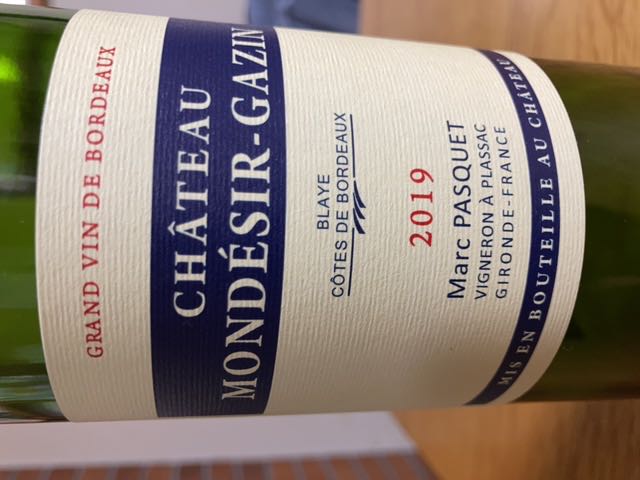 GRAND VIN DE BORDEAUX
CHÂTEAU
MONDÉSIR-GAZIN
BLAYE
CÔTES DE BORDEAUX
2019
Marc PASQUET
VIGNERON À PLASSAC
GIRONDE-FRANCE
MIS EN BOUTEILLE AU CHÂTEAU